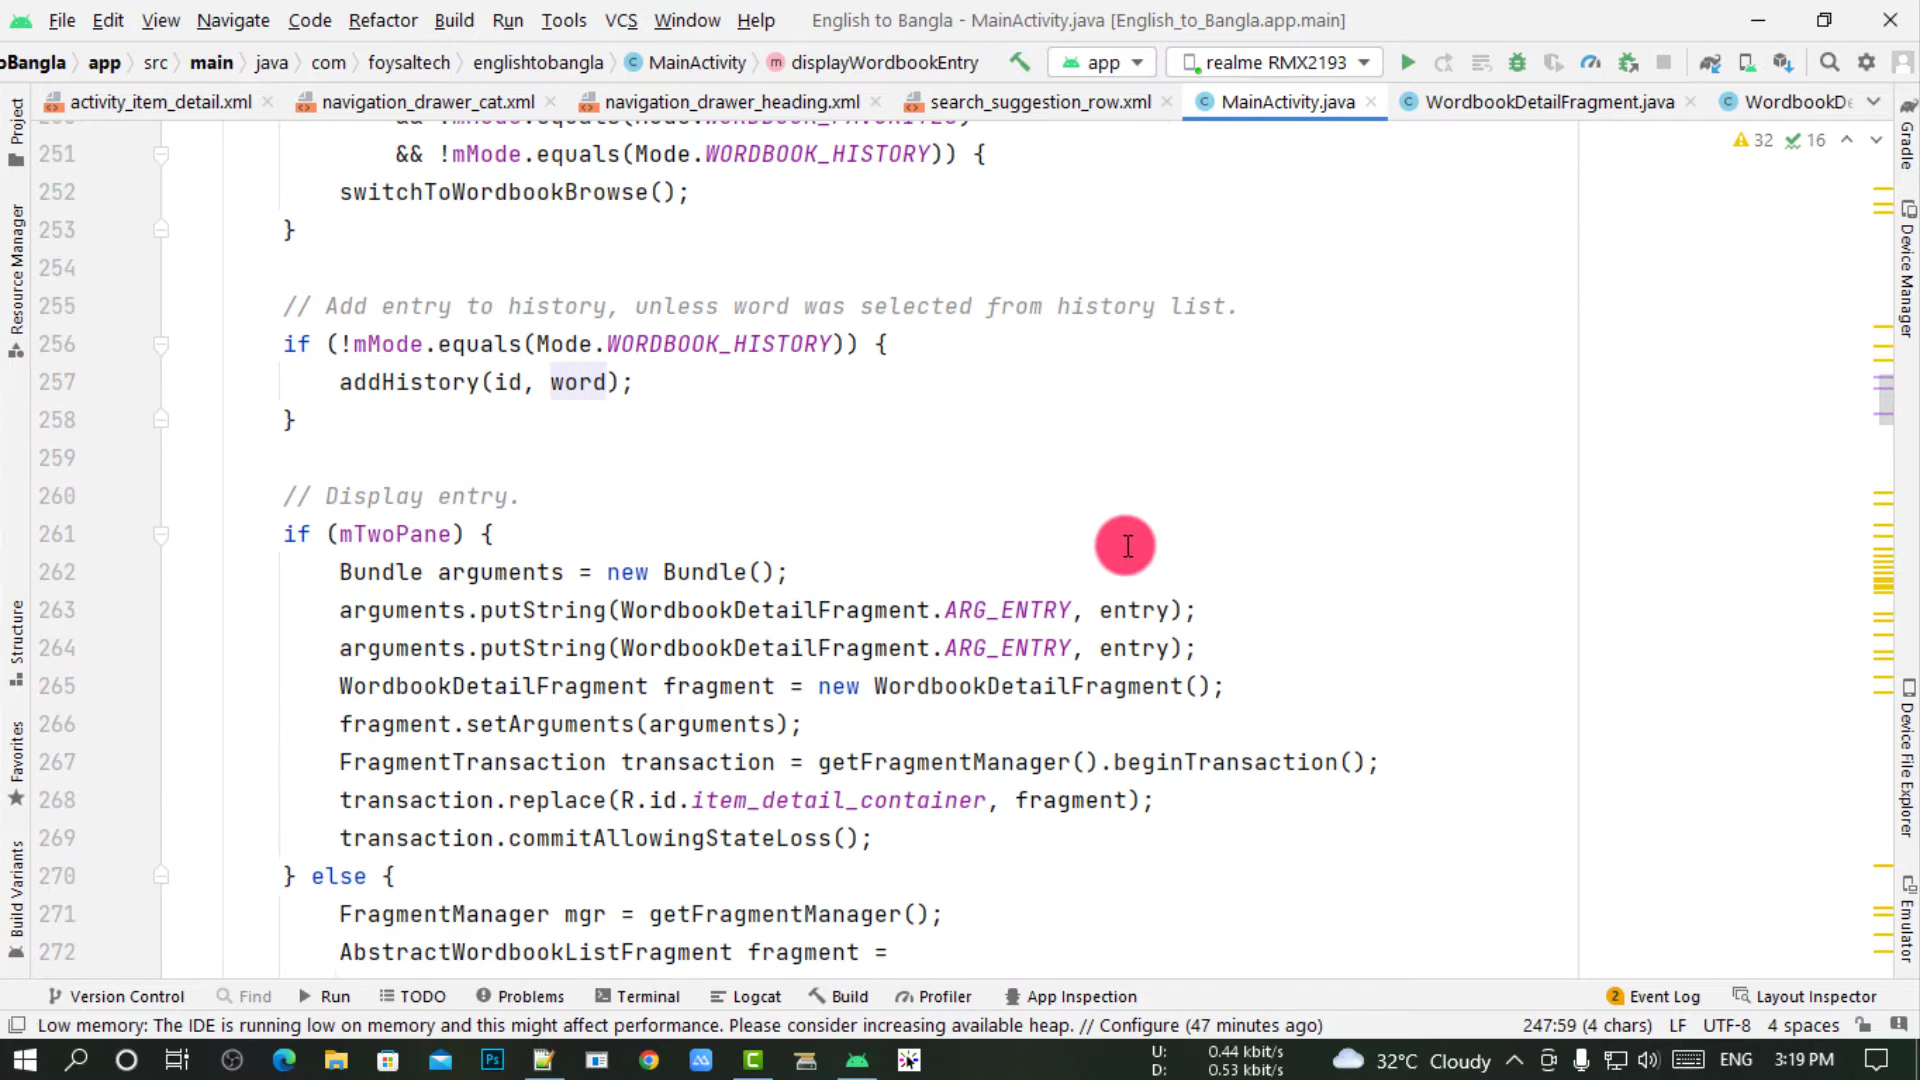 File Edit View Navigate Code Refactor Build Run Tools VCS Window Help English to Bangla - MainActivity.java [English_to_Bangla.app.main]
oBangla app src main java com foysaltech englishtobangla C MainActivity m displayWordbookEntry app realme RMX2193
activity_item_detail.xml navigation_drawer_cat.xml navigation_drawer_heading.xml search_suggestion_row.xml C MainActivity.java C WordbookDetailFragment.java C WordbookDe
32 16
251 && !mMode.equals(Mode.WORDBOOK_HISTORY)) {
252 switchToWordbookBrowse();
253 }
254
255 // Add entry to history, unless word was selected from history list.
256 if (!mMode.equals(Mode.WORDBOOK_HISTORY)) {
257 addHistory(id, word);
258 }
259
260 // Display entry.
261 if (mTwoPane) {
262 Bundle arguments = new Bundle();
263 arguments.putString(WordbookDetailFragment.ARG_ENTRY, entry);
264 arguments.putString(WordbookDetailFragment.ARG_ENTRY, entry);
265 WordbookDetailFragment fragment = new WordbookDetailFragment();
266 fragment.setArguments(arguments);
267 FragmentTransaction transaction = getFragmentManager().beginTransaction();
268 transaction.replace(R.id.item_detail_container, fragment);
269 transaction.commitAllowingStateLoss();
270 } else {
271 FragmentManager mgr = getFragmentManager();
272 AbstractWordbookListFragment fragment =
Project
Resource Manager
Structure
Favorites
Build Variants
Gradle
Device Manager
Device File Explorer
Emulator
Version Control Find Run TODO Problems Terminal Logcat Build Profiler App Inspection 2 Event Log Layout Inspector
Low memory: The IDE is running low on memory and this might affect performance. Please consider increasing available heap. // Configure (47 minutes ago) 247:59 (4 chars) LF UTF-8 4 spaces
U: 0.44 kbit/s
D: 0.53 kbit/s
32°C Cloudy ENG 3:19 PM